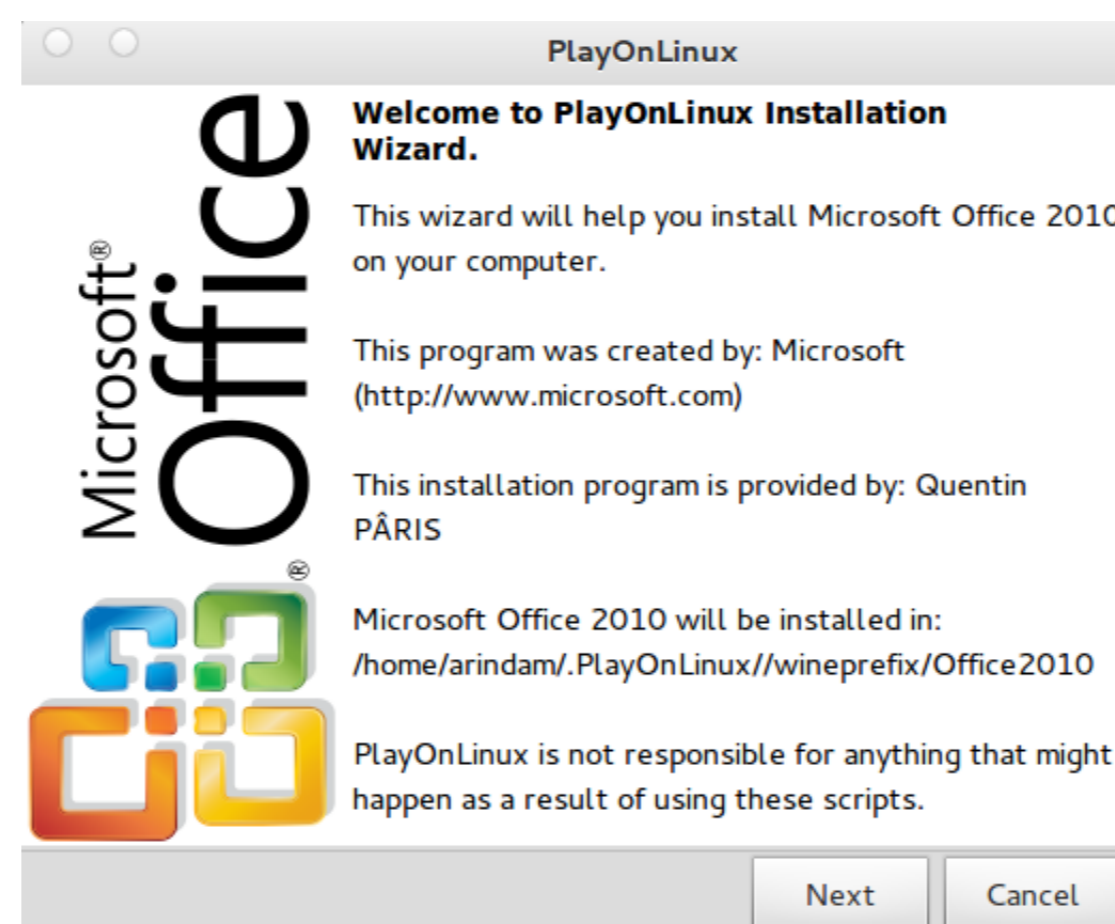 PlayOnLinux
Microsoft®
Office®
Welcome to PlayOnLinux Installation
Wizard.
This wizard will help you install Microsoft Office 2010
on your computer.
This program was created by: Microsoft
(http://www.microsoft.com)
This installation program is provided by: Quentin
PÂRIS
Microsoft Office 2010 will be installed in:
/home/arindam/.PlayOnLinux//wineprefix/Office2010
PlayOnLinux is not responsible for anything that might
happen as a result of using these scripts.
Next
Cancel